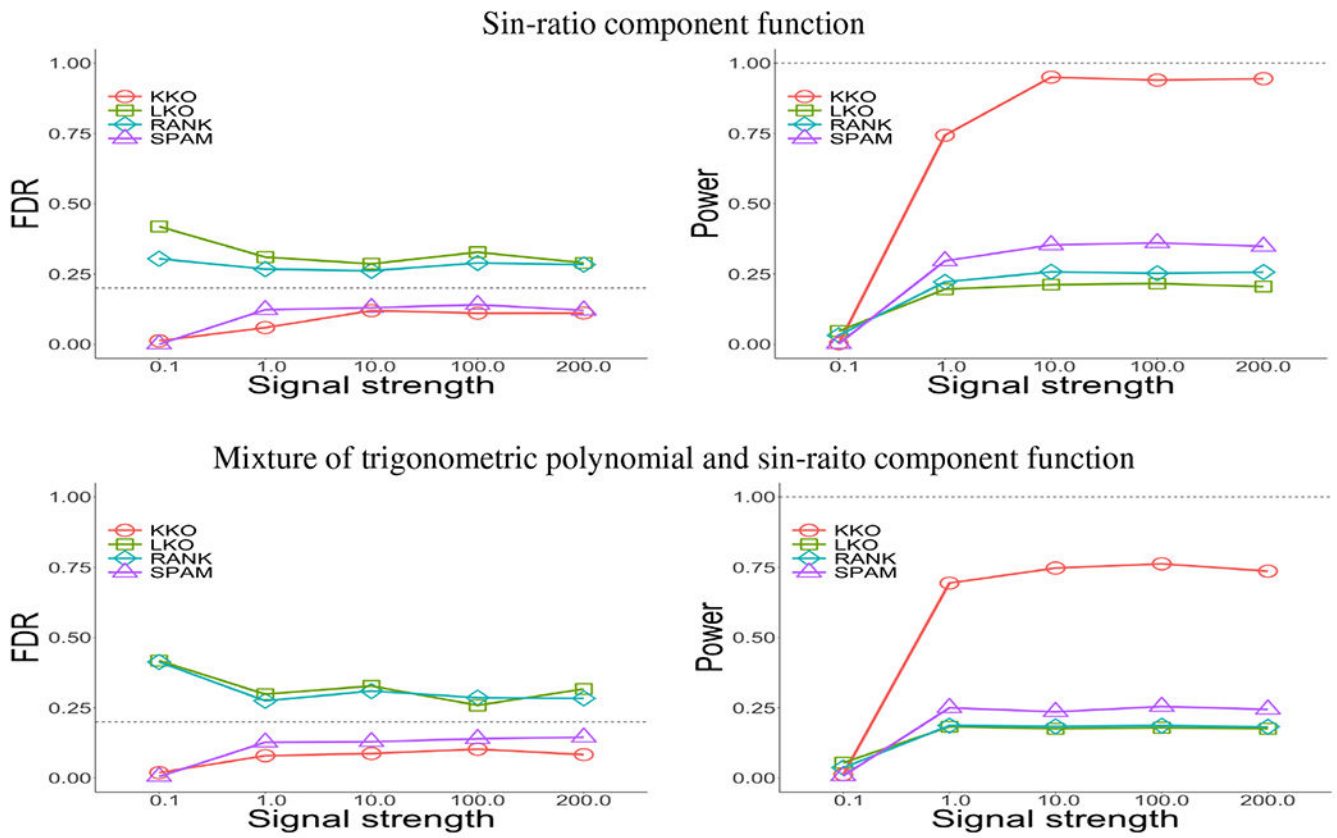 Sin-ratio component function
1.00
KKO
LKO
RANK
SPAM
0.75
0.50
0.25
0.00
FDR
0.1 1.0 10.0 100.0 200.0
Signal strength
1.00
KKO
LKO
RANK
SPAM
0.75
0.50
0.25
0.00
Power
0.1 1.0 10.0 100.0 200.0
Signal strength
Mixture of trigonometric polynomial and sin-raito component function
1.00
KKO
LKO
RANK
SPAM
0.75
0.50
0.25
0.00
FDR
0.1 1.0 10.0 100.0 200.0
Signal strength
1.00
KKO
LKO
RANK
SPAM
0.75
0.50
0.25
0.00
Power
0.1 1.0 10.0 100.0 200.0
Signal strength